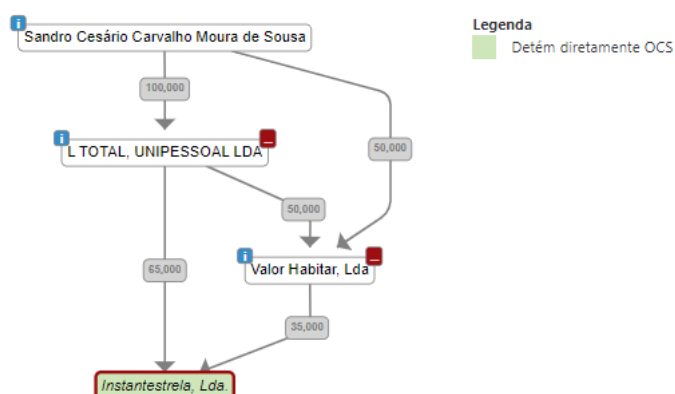 Legenda
Detém diretamente OCS
i
Sandro Cesário Carvalho Moura de Sousa
100,000
50,000
i
L TOTAL, UNIPESSOAL LDA
50,000
i
Valor Habitar, Lda
65,000
35,000
Instantestrela, Lda.